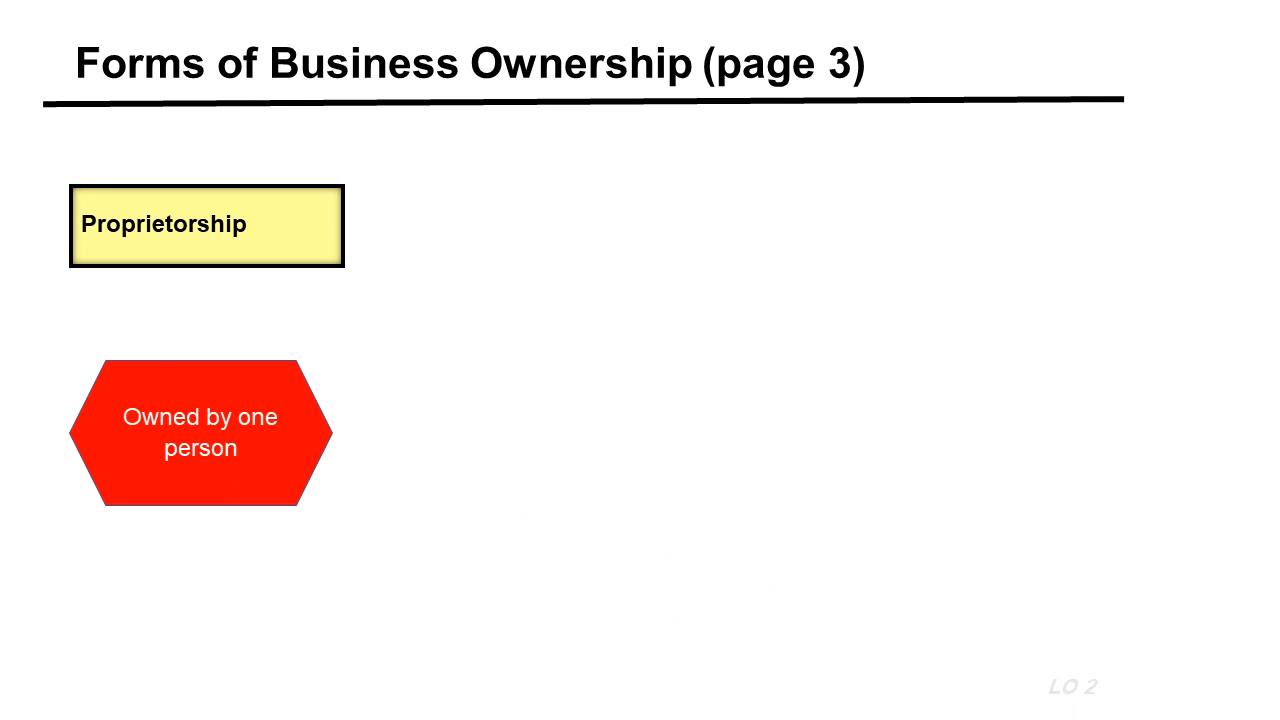 Forms of Business Ownership (page 3)
Proprietorship
Owned by one
person
LO 2